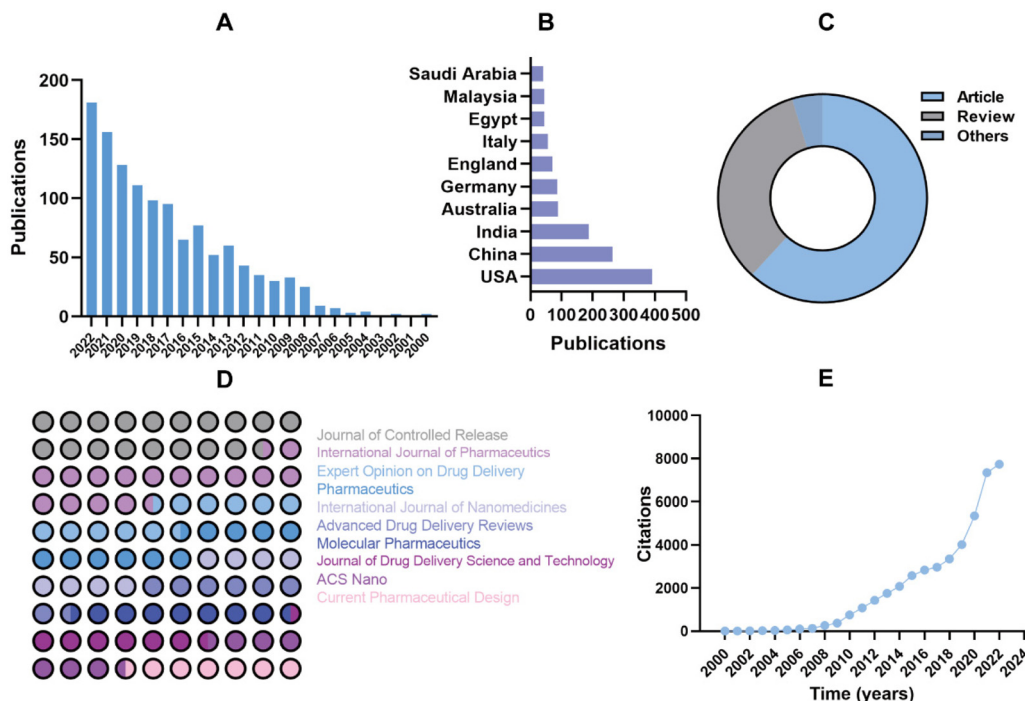 A
Publications
200
150
100
50
0
2022
2021
2020
2019
2018
2017
2016
2015
2014
2013
2012
2011
2010
2009
2008
2007
2006
2005
2004
2003
2002
2001
2000
B
Saudi Arabia
Malaysia
Egypt
Italy
England
Germany
Australia
India
China
USA
0 100 200 300 400 500
Publications
C
Article
Review
Others
D
Journal of Controlled Release
International Journal of Pharmaceutics
Expert Opinion on Drug Delivery
Pharmaceutics
International Journal of Nanomedicines
Advanced Drug Delivery Reviews
Molecular Pharmaceutics
Journal of Drug Delivery Science and Technology
ACS Nano
Current Pharmaceutical Design
E
Citations
10000
8000
6000
4000
2000
0
2000
2002
2004
2006
2008
2010
2012
2014
2016
2018
2020
2022
2024
Time (years)